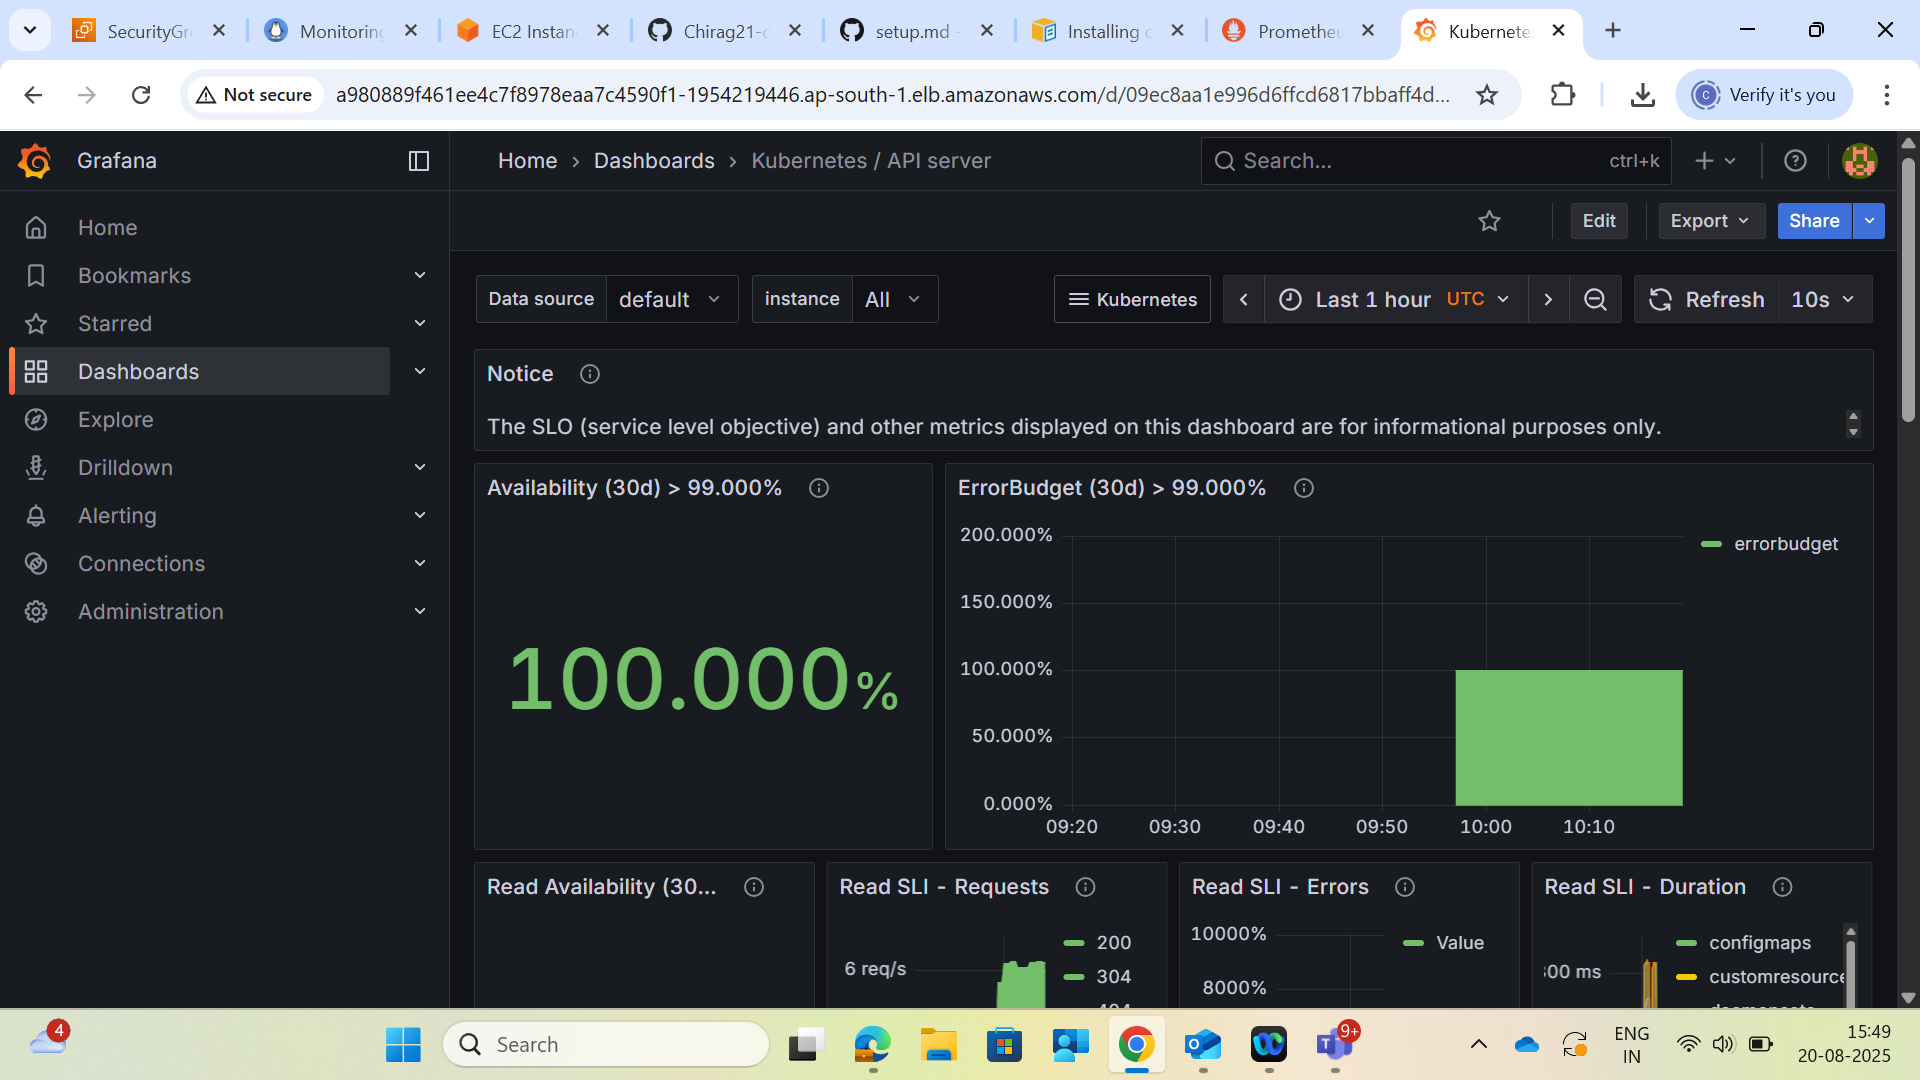 SecurityGr
Monitoring
EC2 Instan
Chirag21-c
setup.md -
Installing c
Prometheu
Kubernete
Not secure
a980889f461ee4c7f8978eaa7c4590f1-1954219446.ap-south-1.elb.amazonaws.com/d/09ec8aa1e996d6ffcd6817bbaff4d...
C
Verify it's you
Grafana
Home › Dashboards › Kubernetes / API server
Search... ctrl+k
Edit
Export
Share
Home
Bookmarks
Starred
Dashboards
Explore
Drilldown
Alerting
Connections
Administration
Data source default
instance All
Kubernetes
Last 1 hour UTC
Refresh 10s
Notice
The SLO (service level objective) and other metrics displayed on this dashboard are for informational purposes only.
Availability (30d) > 99.000%
100.000%
ErrorBudget (30d) > 99.000%
200.000%
150.000%
100.000%
50.000%
0.000%
09:20 09:30 09:40 09:50 10:00 10:10
errorbudget
Read Availability (30...
Read SLI - Requests
6 req/s
200
304
Read SLI - Errors
10000%
8000%
Value
Read SLI - Duration
00 ms
configmaps
customresource
4
Search
9+
ENG
IN
15:49
20-08-2025